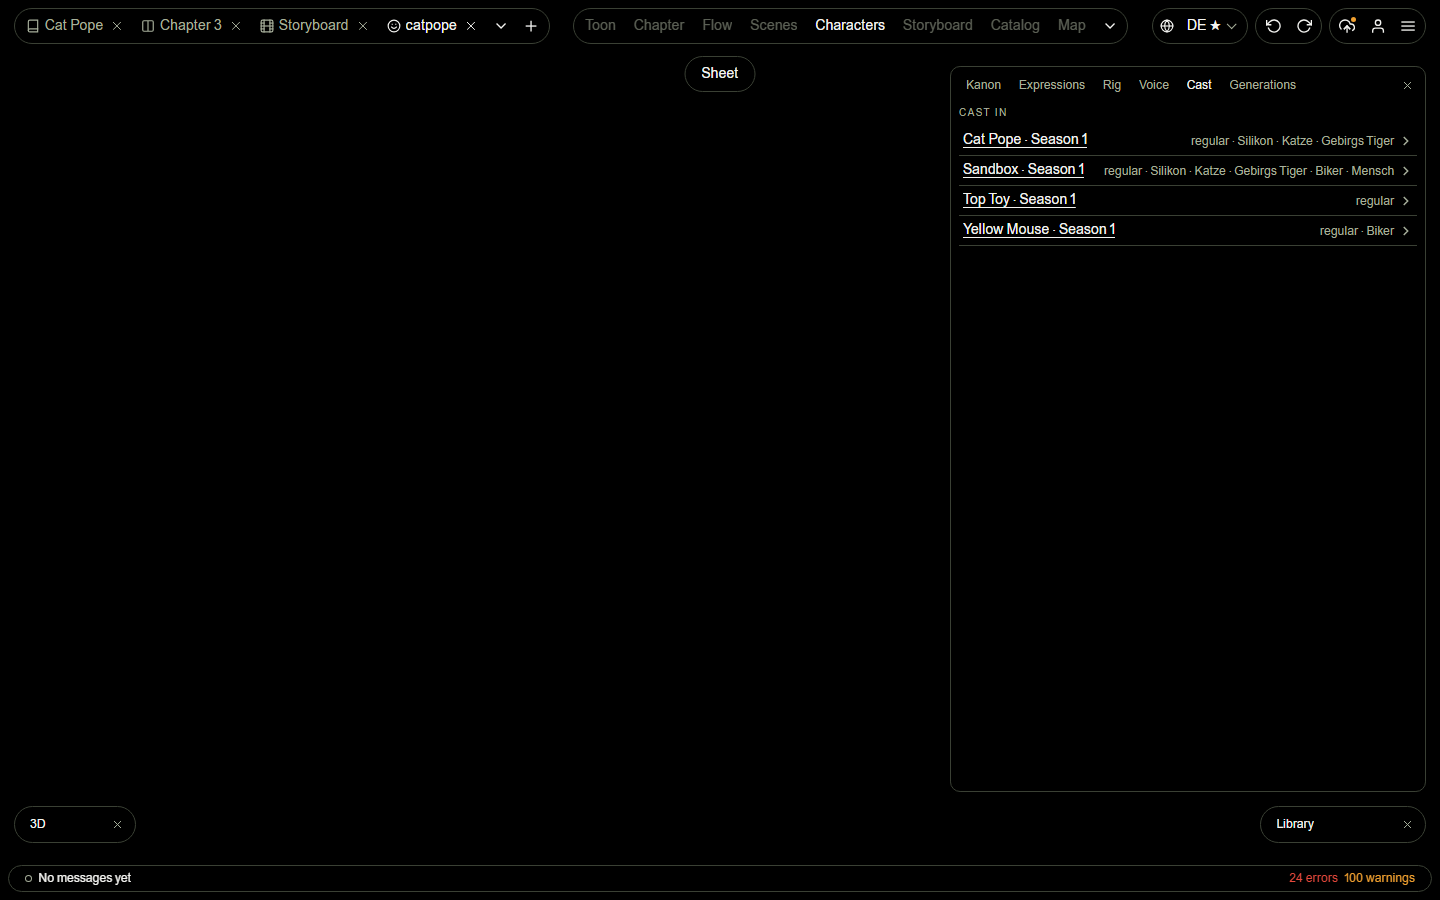 Cat Pope Chapter 3 Storyboard catpope
Toon Chapter Flow Scenes Characters Storyboard Catalog Map
DE ★
Sheet
Kanon Expressions Rig Voice Cast Generations
CAST IN
Cat Pope · Season 1 regular · Silikon · Katze · Gebirgs Tiger
Sandbox · Season 1 regular · Silikon · Katze · Gebirgs Tiger · Biker · Mensch
Top Toy · Season 1 regular
Yellow Mouse · Season 1 regular · Biker
3D
Library
No messages yet
24 errors 100 warnings